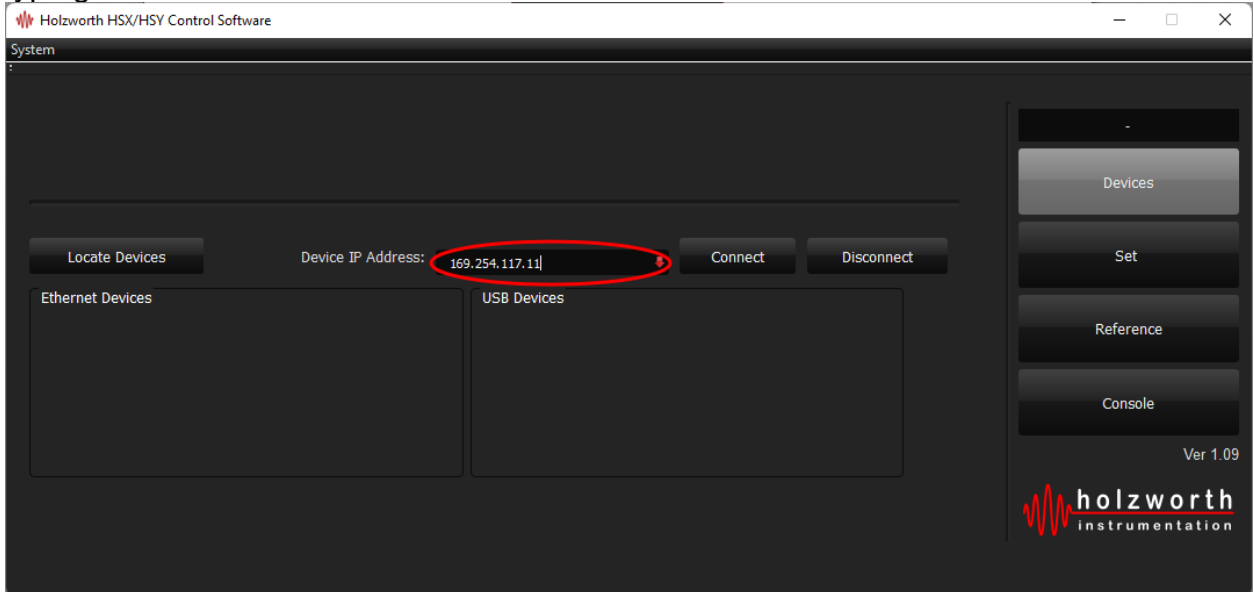 Holzworth HSX/HSY Control Software
System
-
Devices
Locate Devices
Device IP Address:
169.254.117.11
Connect
Disconnect
Set
Ethernet Devices
USB Devices
Reference
Console
Ver 1.09
holzworth
instrumentation